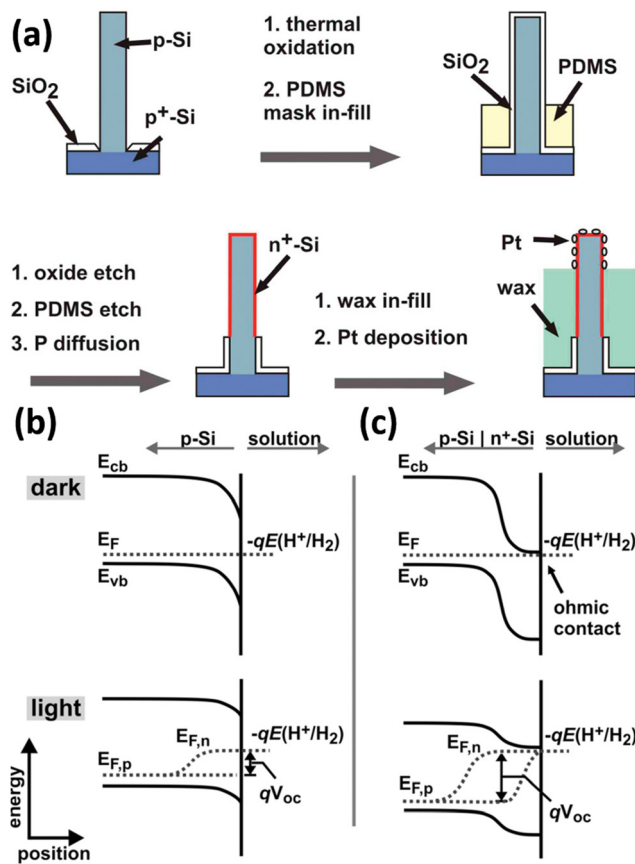 (a)
p-Si
SiO2
p+-Si
1. thermal
oxidation
2. PDMS
mask in-fill
SiO2
PDMS
1. oxide etch
2. PDMS etch
3. P diffusion
n+-Si
1. wax in-fill
2. Pt deposition
Pt
wax
(b)
p-Si
solution
Ecb
dark
EF
-qE(H+/H2)
Evb
light
EF,n
-qE(H+/H2)
EF,p
qVoc
energy
position
(c)
p-Si | n+-Si
solution
Ecb
EF
-qE(H+/H2)
Evb
ohmic
contact
EF,n
-qE(H+/H2)
EF,p
qVoc